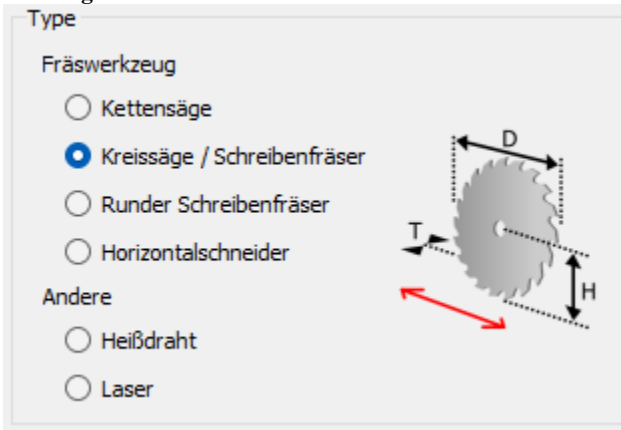 Type
Fräswerkzeug
Kettensäge
Kreissäge / Schreibenfräser
Runder Schreibenfräser
Horizontalschneider
Andere
Heißdraht
Laser
D
T
H